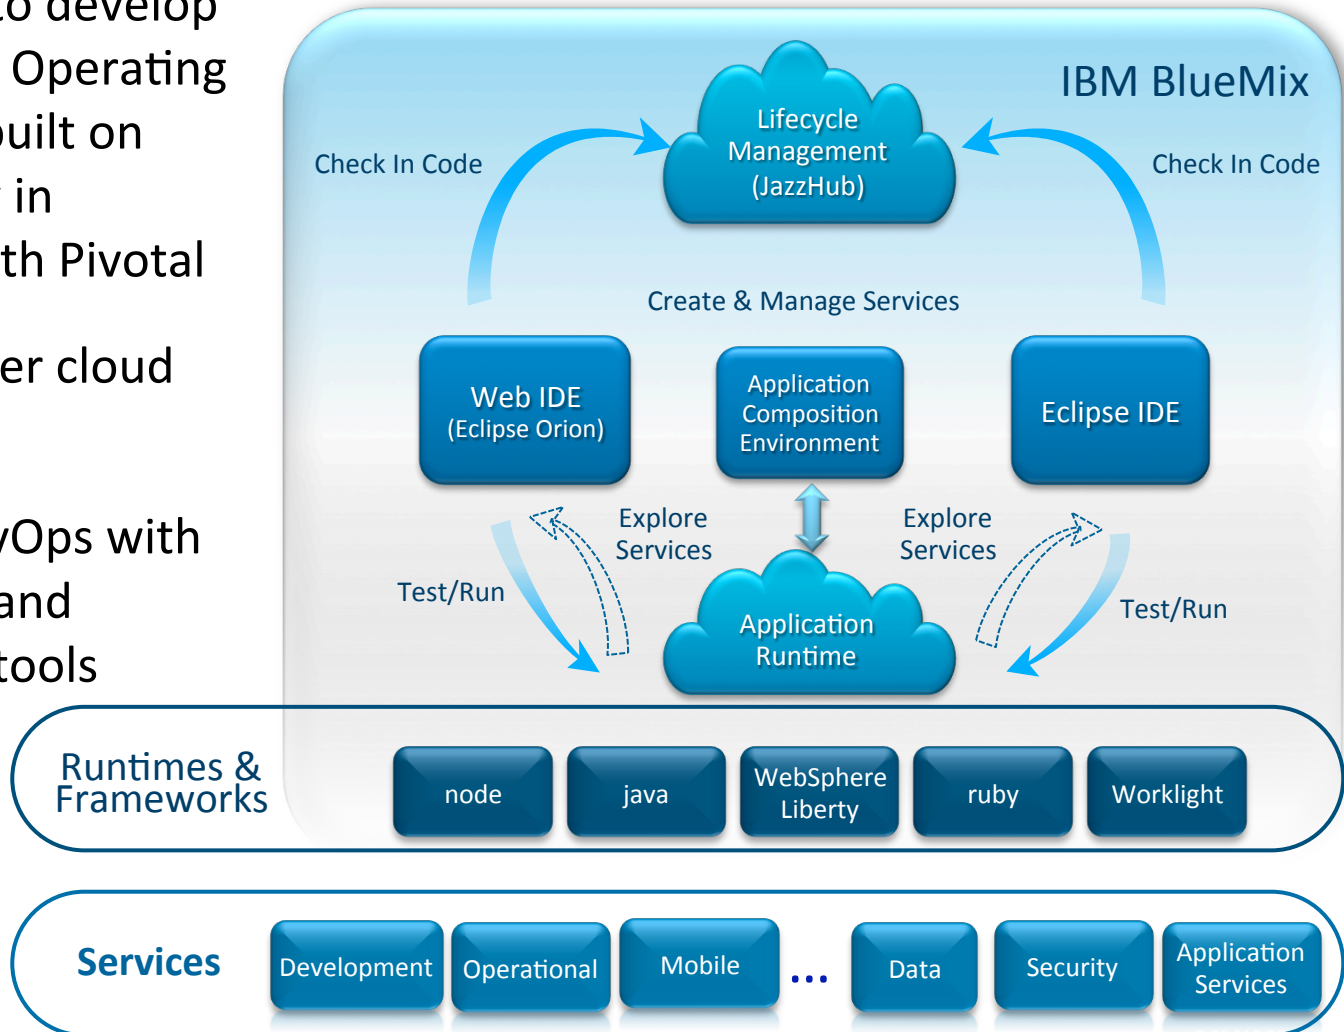 to develop
Operating
built on
in
th Pivotal
er cloud
Ops with
and
tools
IBM BlueMix
Lifecycle
Management
(JazzHub)
Check In Code
Check In Code
Create & Manage Services
Web IDE
(Eclipse Orion)
Application
Composition
Environment
Eclipse IDE
Explore
Services
Explore
Services
Test/Run
Test/Run
Application
Runtime
Runtimes &
Frameworks
node
java
WebSphere
Liberty
ruby
Worklight
Services
Development
Operational
Mobile
...
Data
Security
Application
Services